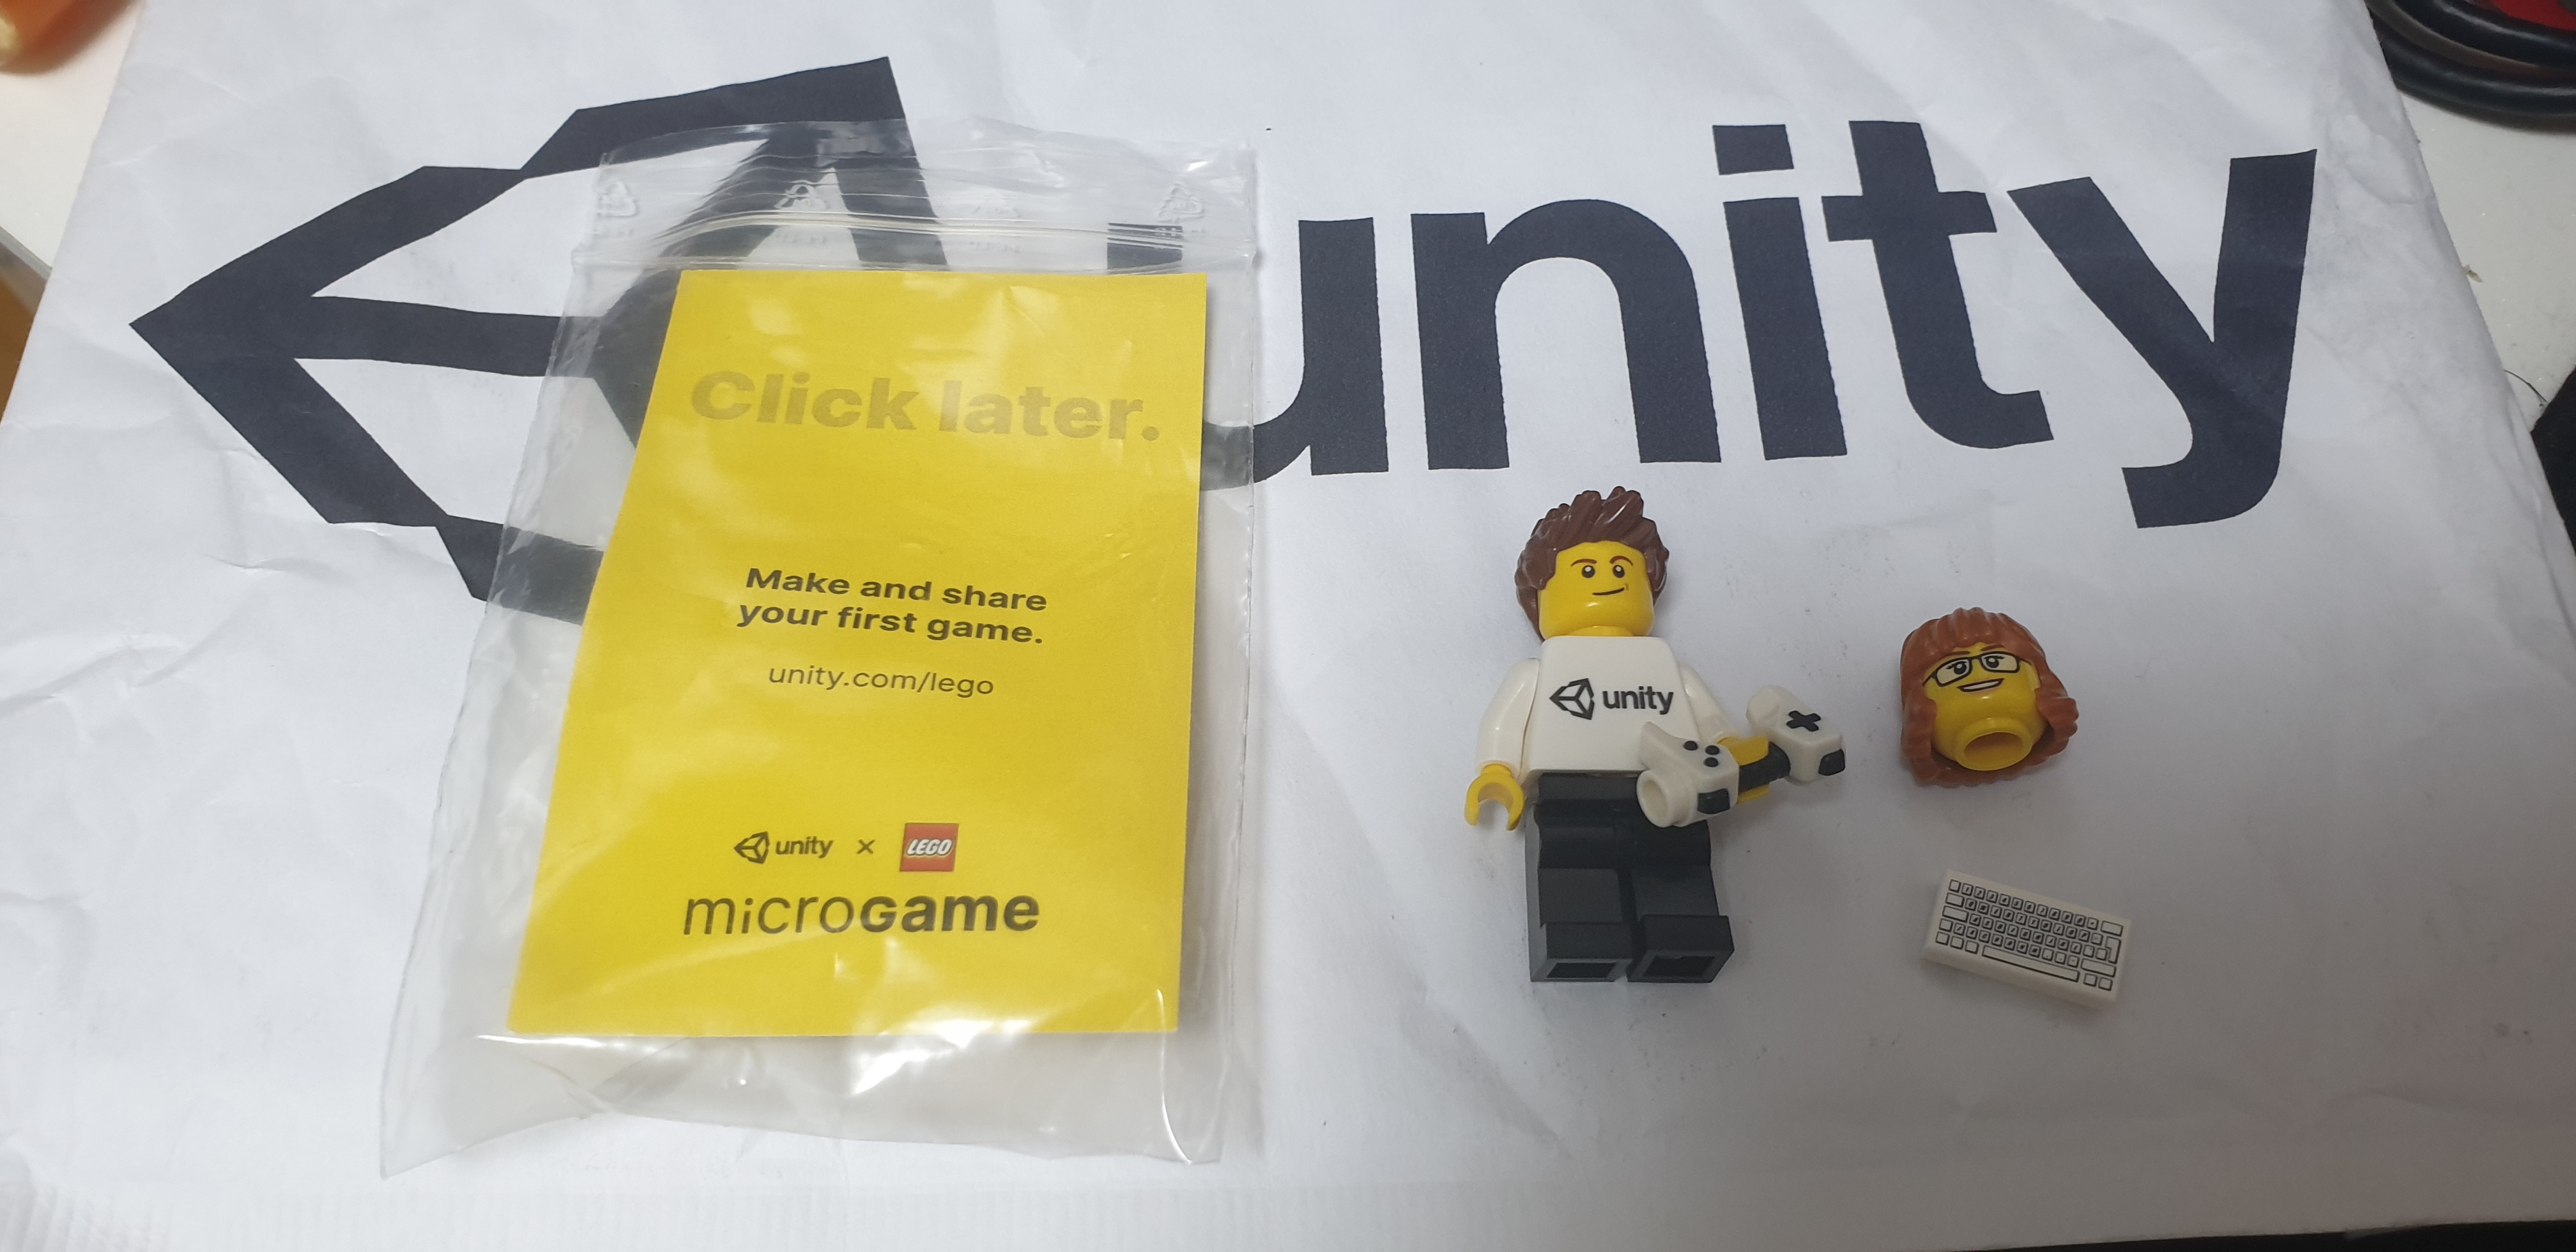 unity
Click later.
Make and share
your first game.
unity.com/lego
unity x LEGO
microgame
unity